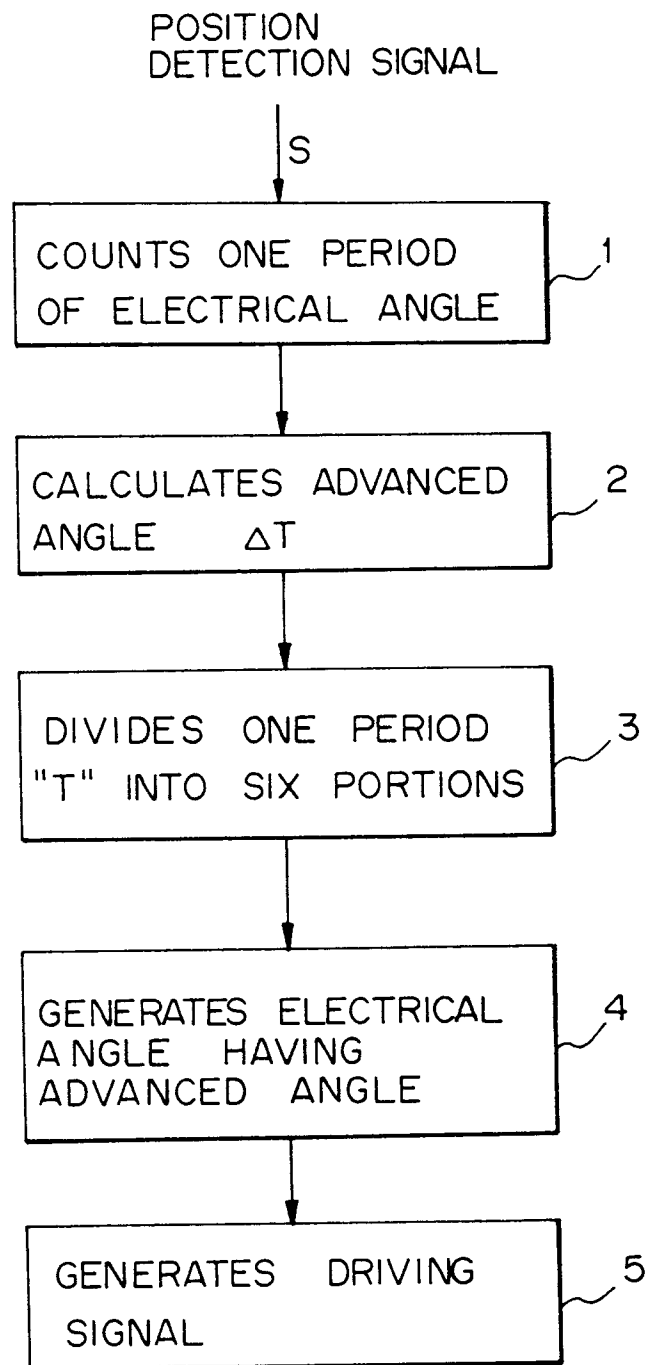 POSITION
DETECTION SIGNAL
S
COUNTS ONE PERIOD
OF ELECTRICAL ANGLE
1
CALCULATES ADVANCED
ANGLE ΔT
2
DIVIDES ONE PERIOD
"T" INTO SIX PORTIONS
3
GENERATES ELECTRICAL
ANGLE HAVING
ADVANCED ANGLE
4
GENERATES DRIVING
SIGNAL
5